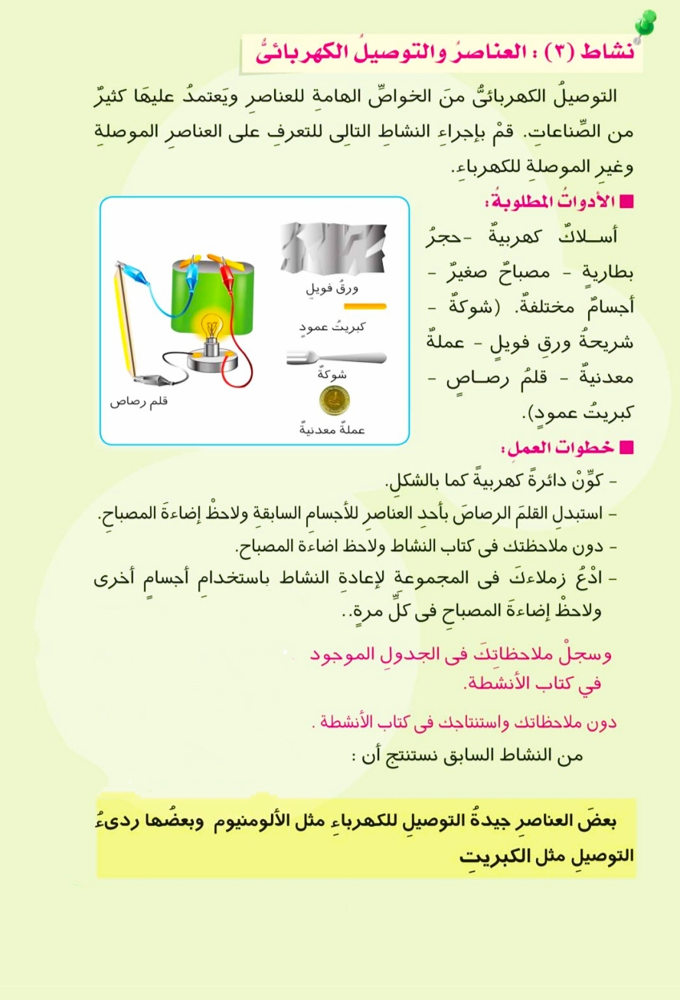 نشاط (٣) : العناصرُ والتوصيلُ الكهربائىُّ
التوصيلُ الكهربائىُّ منَ الخواصِّ الهامةِ للعناصرِ ويَعتمدُ عليهَا كثيرٌ
من الصِّناعاتِ. قمْ بإجراءِ النشاطِ التالِى للتعرفِ على العناصرِ الموصلةِ
وغيرِ الموصلةِ للكهرباءِ.
الأدواتُ المطلوبةُ:
أسـلاكٌ كهربيةٌ -حجرُ
بطاريةٍ - مصباحٌ صغيرٌ -
أجسامٌ مختلفةٌ. (شوكةٌ -
شريحةُ ورقِ فويلٍ - عملةٌ
معدنيةٌ - قلمُ رصـاصٍ -
كبريتُ عمودٍ).
ورقُ فويلِ
كبريتُ عمودٍ
شوكةٌ
قلم رصاص
عملةٌ معدنيةٌ
خطوات العملِ:
- كوِّنْ دائرةً كهربيةً كما بالشكلِ.
- استبدلِ القلمَ الرصاصَ بأحدِ العناصرِ للأجسامِ السابقةِ ولاحظْ إضاءةَ المصباحِ.
- دون ملاحظتك فى كتاب النشاط ولاحظ اضاءة المصباح.
- ادْعُ زملاءكَ فى المجموعةِ لإعادةِ النشاط باستخدامِ أجسامٍ أخرى
ولاحظْ إضاءةَ المصباحِ فى كلِّ مرةٍ..
وسجلْ ملاحظاتِكَ فى الجدولِ الموجود
في كتاب الأنشطة.
دون ملاحظاتك واستنتاجك فى كتاب الأنشطة .
من النشاط السابق نستنتج أن :
بعضَ العناصرِ جيدةُ التوصيلِ للكهرباءِ مثل الألومنيوم وبعضُها ردىءُ
التوصيلِ مثل الكبريتِ